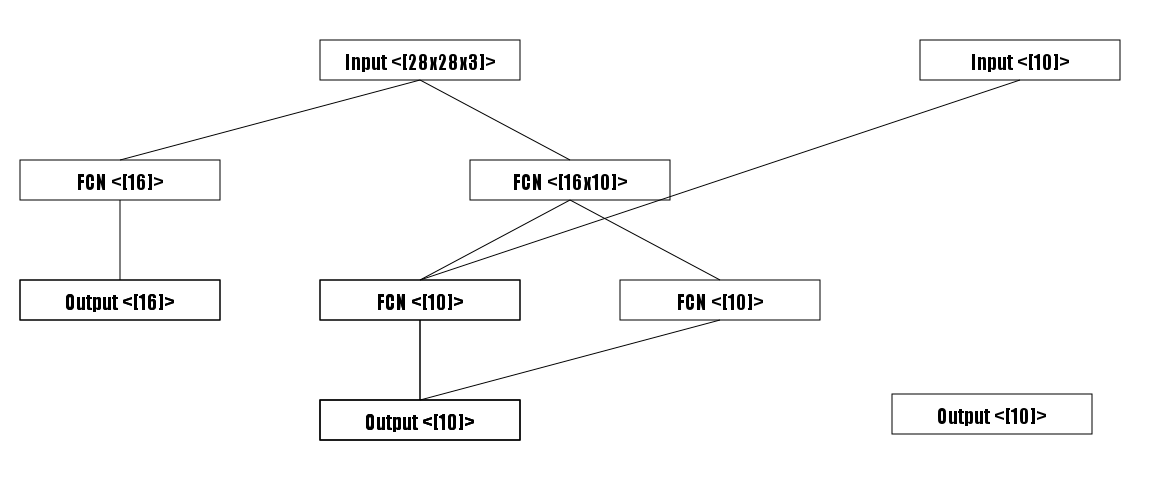 Input <[28x28x3]>
Input <[10]>
FCN <[16]>
FCN <[16x10]>
Output <[16]>
FCN <[10]>
FCN <[10]>
Output <[10]>
Output <[10]>